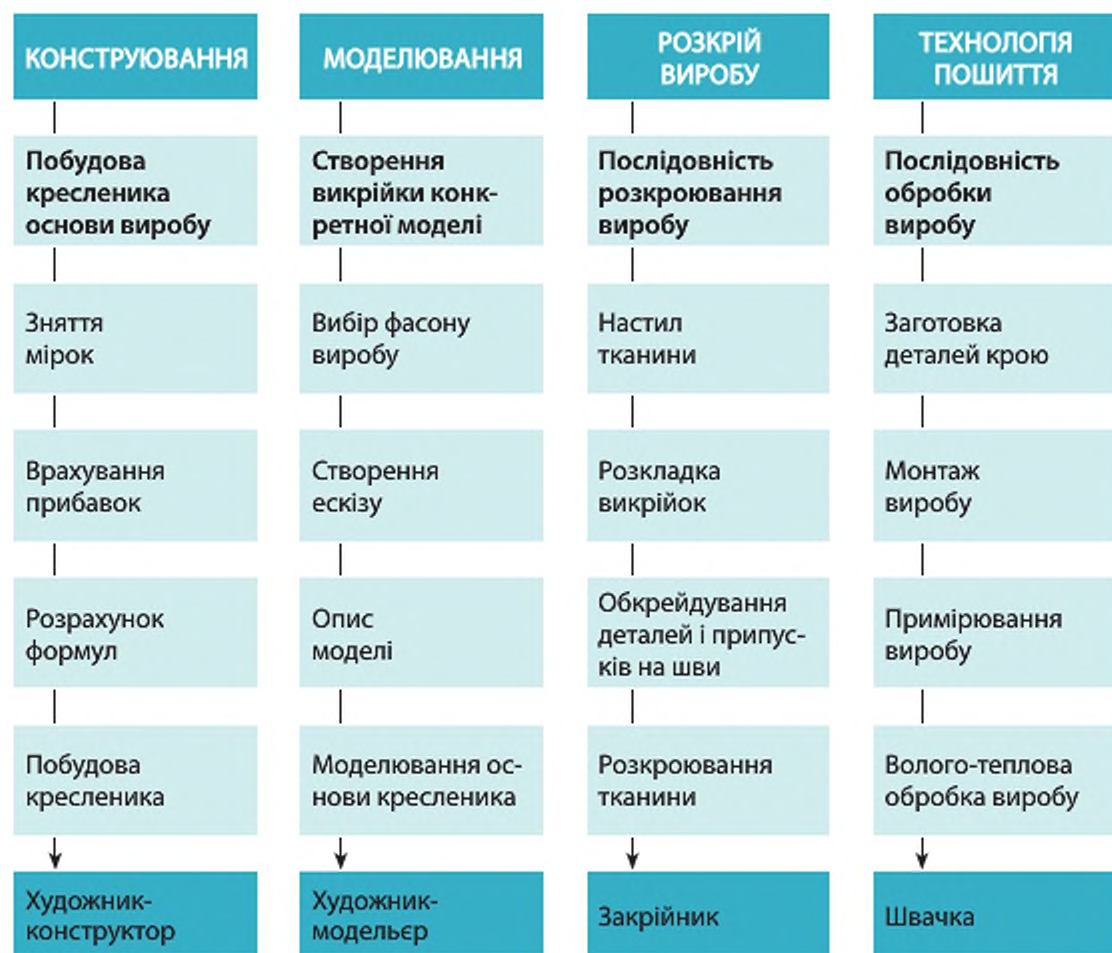 КОНСТРУЮВАННЯ
Побудова
кресленика
основи виробу
Зняття
мірок
Врахування
прибавок
Розрахунок
формул
Побудова
кресленика
Художник-
конструктор
МОДЕЛЮВАННЯ
Створення
викрійки конк-
ретної моделі
Вибір фасону
виробу
Створення
ескізу
Опис
моделі
Моделювання ос-
нови кресленика
Художник-
модельєр
РОЗКРІЙ
ВИРОБУ
Послідовність
розкроювання
виробу
Настил
тканини
Розкладка
викрійок
Обкрейдування
деталей і припус-
ків на шви
Розкроювання
тканини
Закрійник
ТЕХНОЛОГІЯ
ПОШИТТЯ
Послідовність
обробки
виробу
Заготовка
деталей крою
Монтаж
виробу
Примірювання
виробу
Волого-теплова
обробка виробу
Швачка